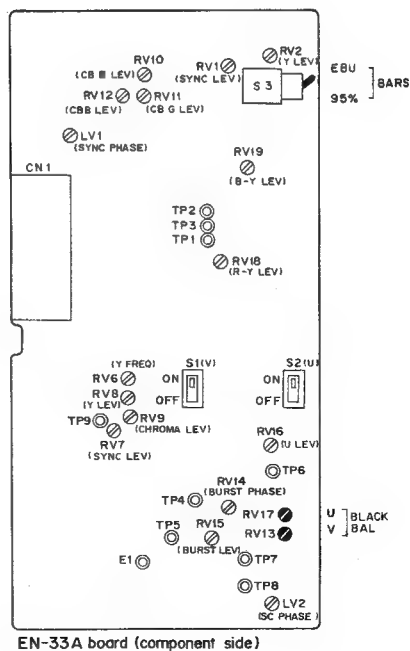 RV10
(CB R LEV)
RV1
(SYNC LEV)
RV2
(Y LEV)
S3
EBU
95%
BARS
RV12
(CBB LEV)
RV11
(CB G LEV)
LV1
(SYNC PHASE)
CN1
RV19
(B-Y LEV)
TP2
TP3
TP1
RV18
(R-Y LEV)
(Y FREQ)
RV6
RV8
(Y LEV)
TP9
RV9
(CHROMA LEV)
RV7
(SYNC LEV)
S1(V)
ON
OFF
S2(U)
ON
OFF
RV16
(U LEV)
TP6
RV14
(BURST PHASE)
TP4
RV17
U
BLACK
BAL
TP5
RV15
(BURST LEV)
RV13
V
E1
TP7
TP8
LV2
(SC PHASE)
EN-33A board (component side)